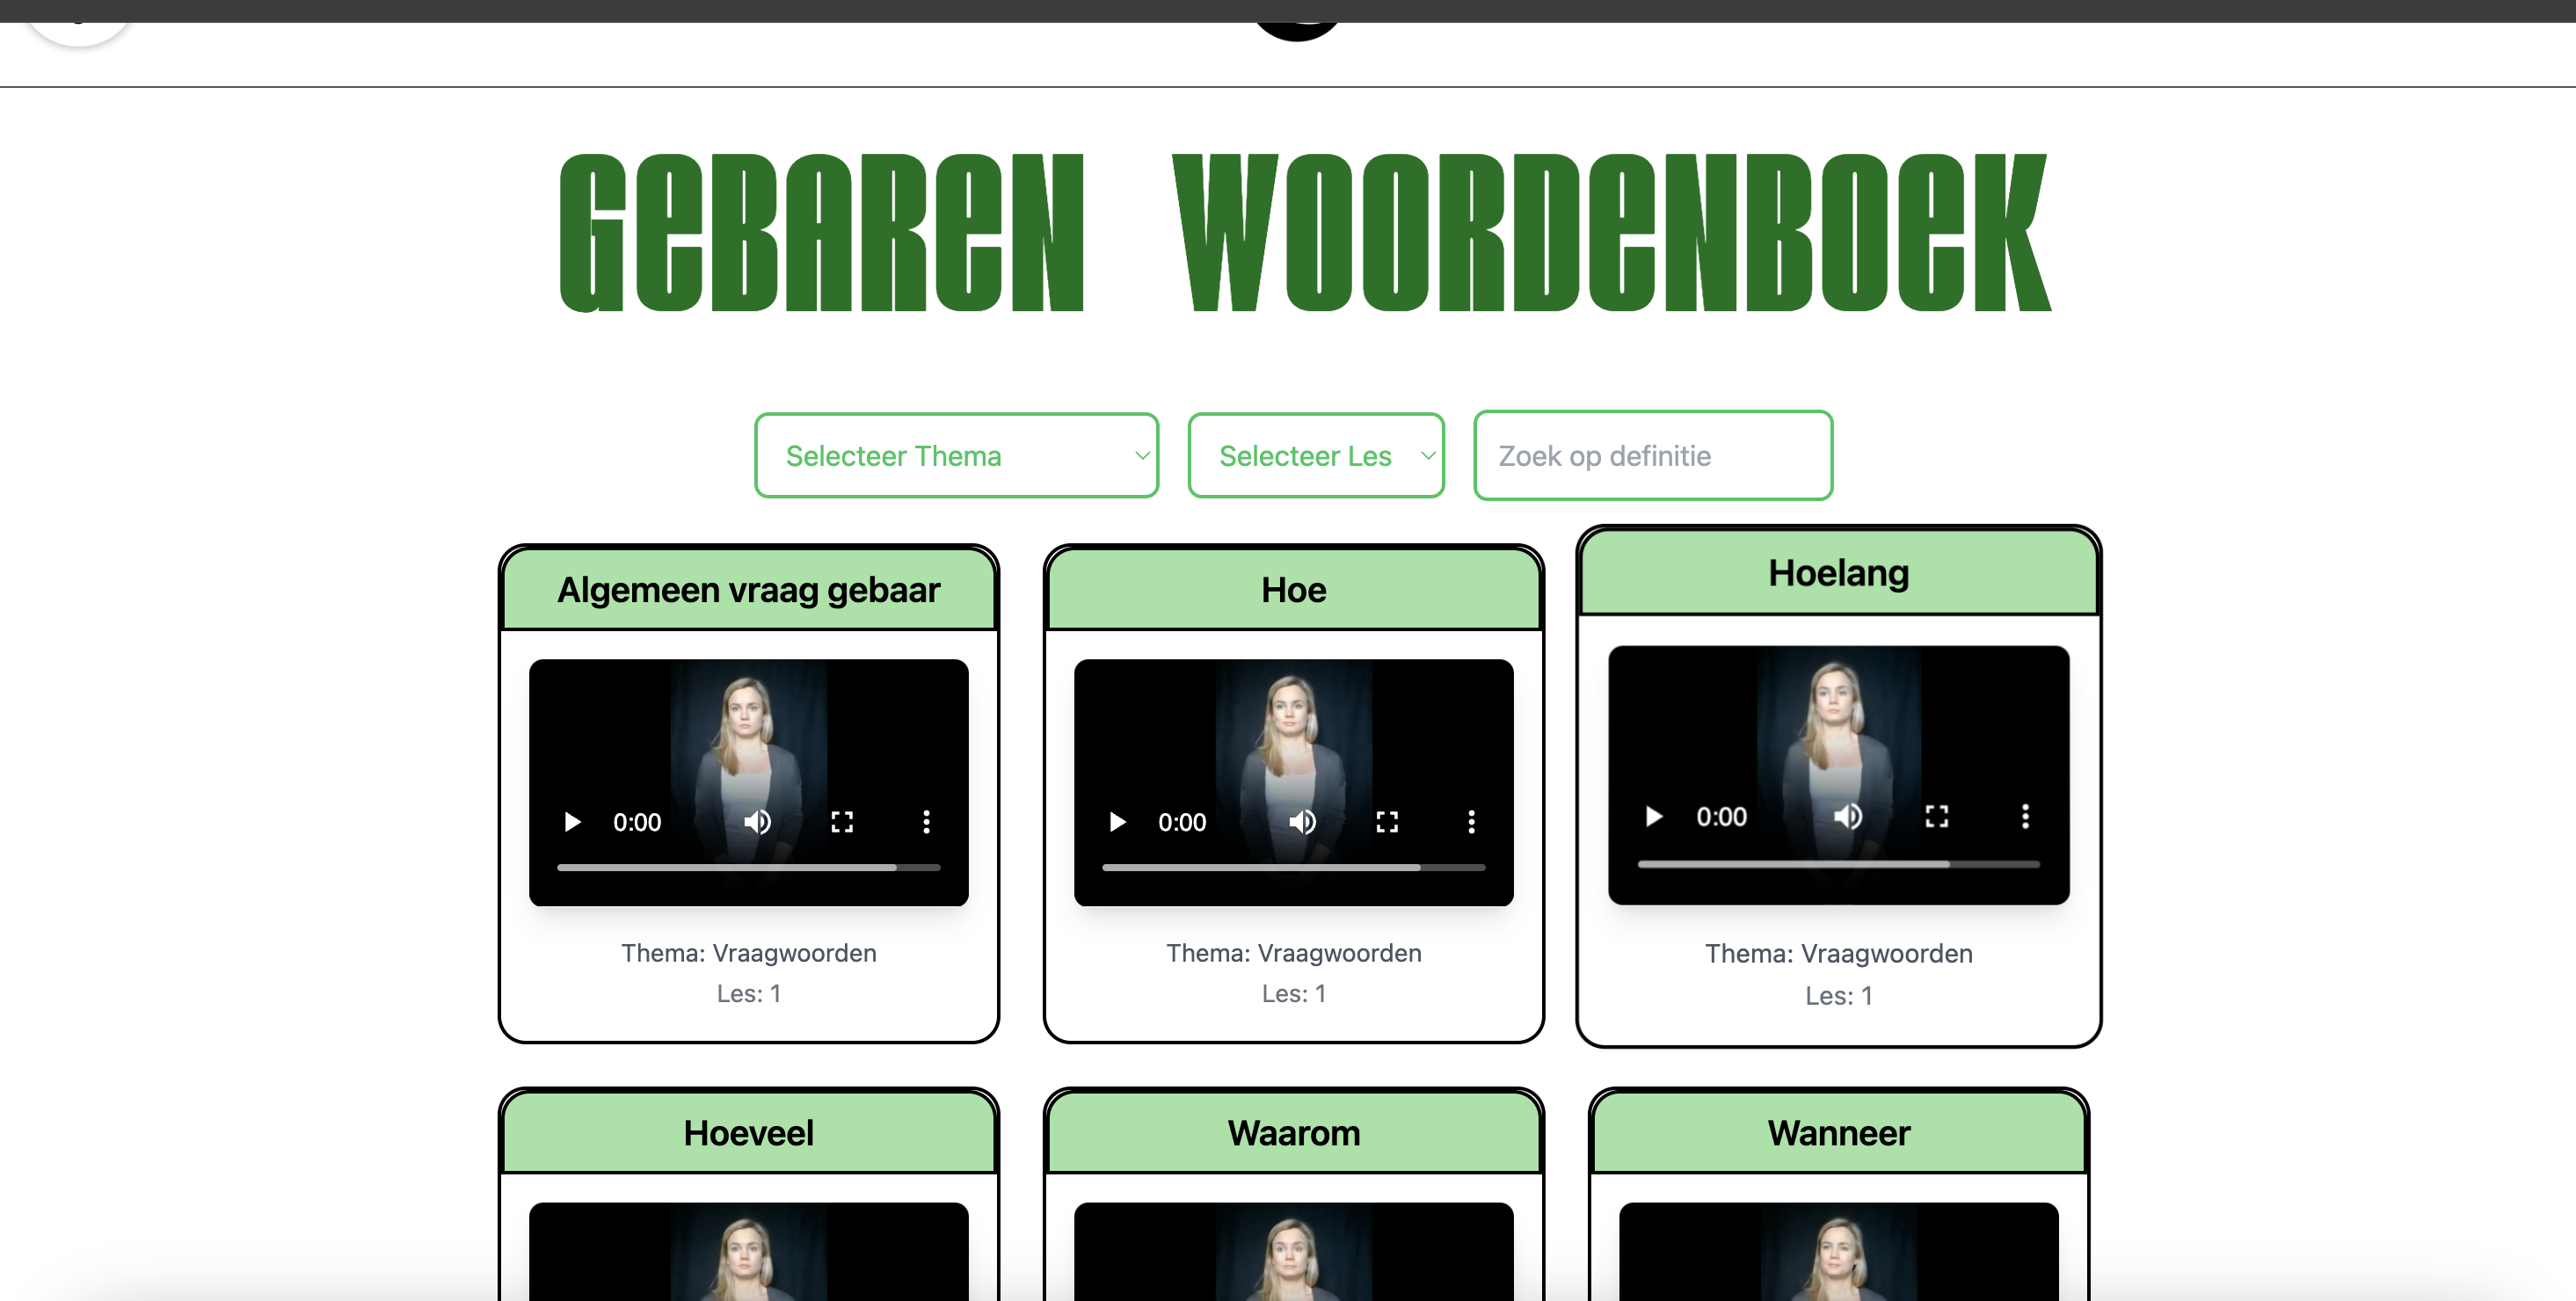 GEBAREN WOORDENBOEK
Selecteer Thema
Selecteer Les
Zoek op definitie
Algemeen vraag gebaar
Hoe
Hoelang
0:00
0:00
0:00
Thema: Vraagwoorden
Les: 1
Thema: Vraagwoorden
Les: 1
Thema: Vraagwoorden
Les: 1
Hoeveel
Waarom
Wanneer